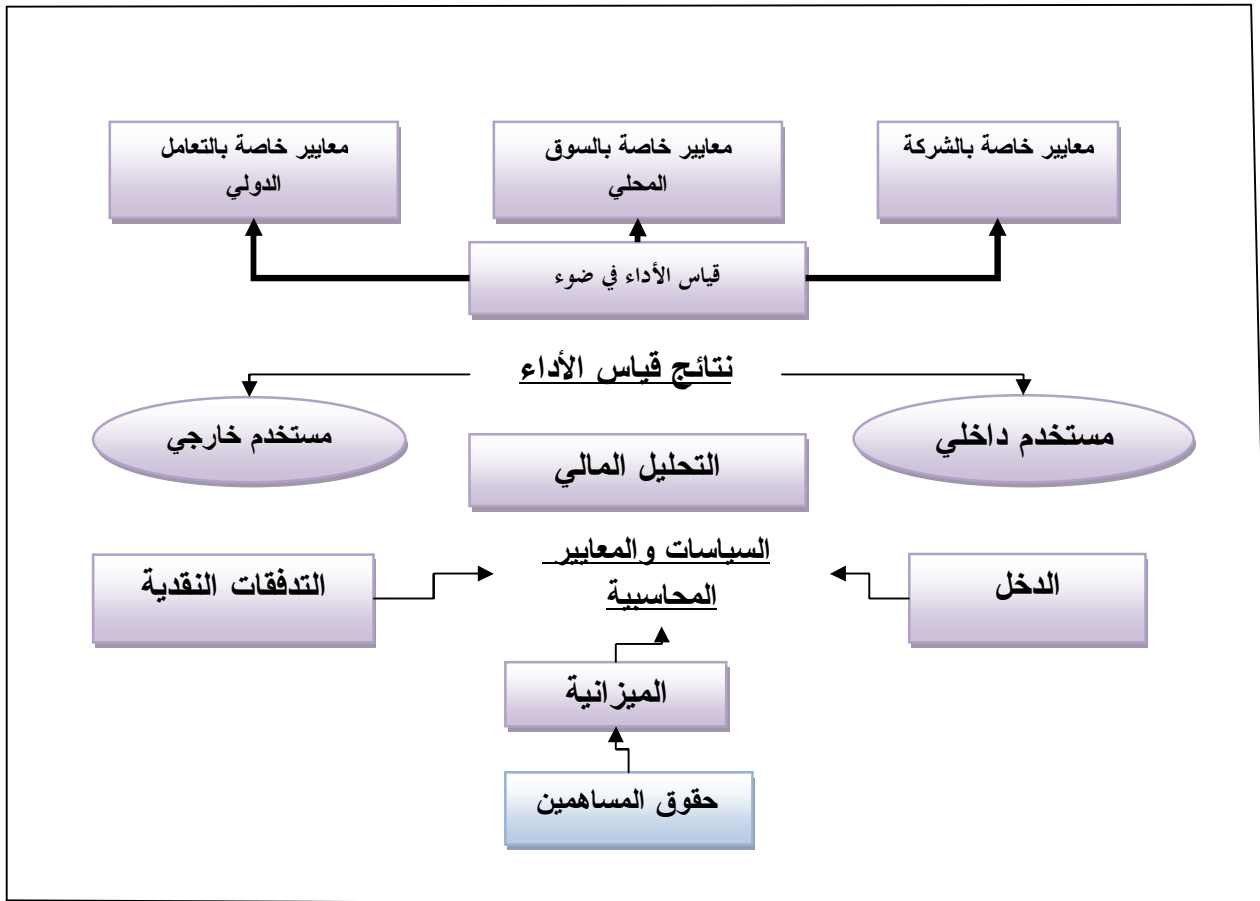 معايير خاصة بالشركة
معايير خاصة بالسوق
المحلي
معايير خاصة بالتعامل
الدولي
قياس الأداء في ضوء
نتائج قياس الأداء
مستخدم داخلي
مستخدم خارجي
التحليل المالي
السياسات والمعايير
المحاسبية
الدخل
التدفقات النقدية
الميزانية
حقوق المساهمين